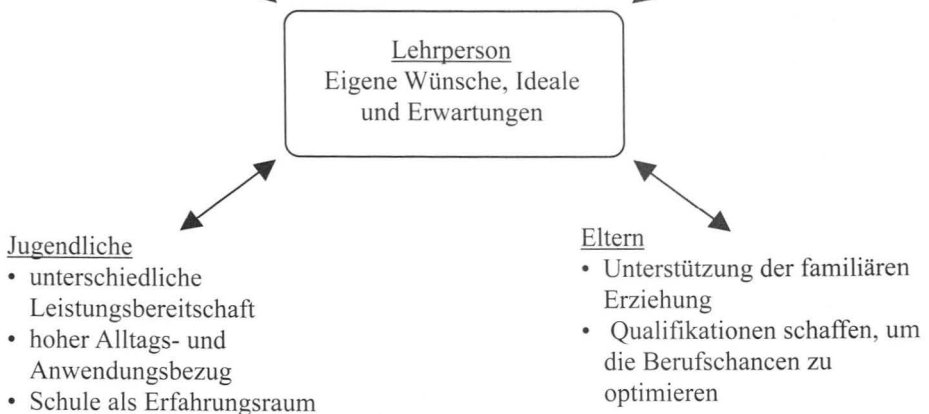 Lehrperson
Eigene Wünsche, Ideale
und Erwartungen
Jugendliche
• unterschiedliche
Leistungsbereitschaft
• hoher Alltags- und
Anwendungsbezug
• Schule als Erfahrungsraum
Eltern
• Unterstützung der familiären
Erziehung
• Qualifikationen schaffen, um
die Berufschancen zu
optimieren